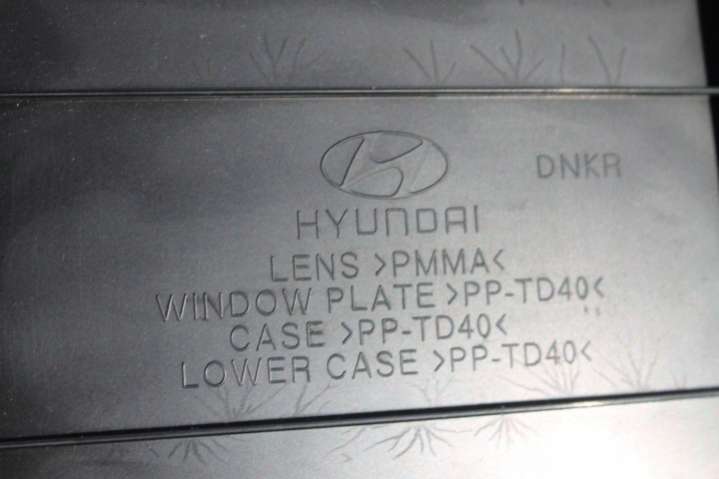 DNKR
HYUNDAI
LENS >PMMA<
WINDOW PLATE >PP-TD40<
CASE >PP-TD40<
LOWER CASE >PP-TD40<